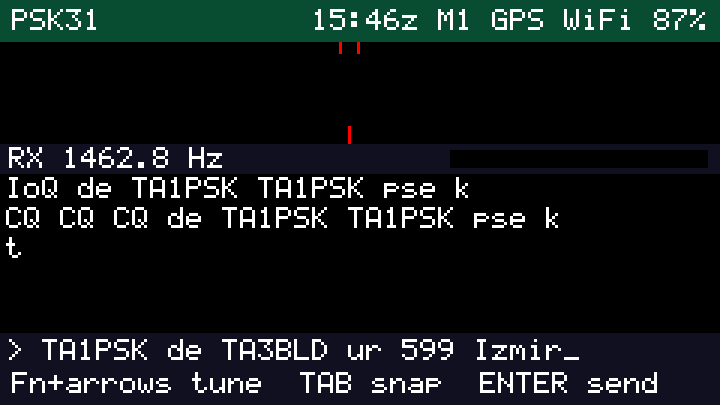 PSK31 15:46z M1 GPS WiFi 87%
RX 1462.8 Hz
IoQ de TA1PSK TA1PSK pse k
CQ CQ CQ de TA1PSK TA1PSK pse k
t
> TA1PSK de TA3BLD ur 599 Izmir_
Fn+arrows tune TAB snap ENTER send